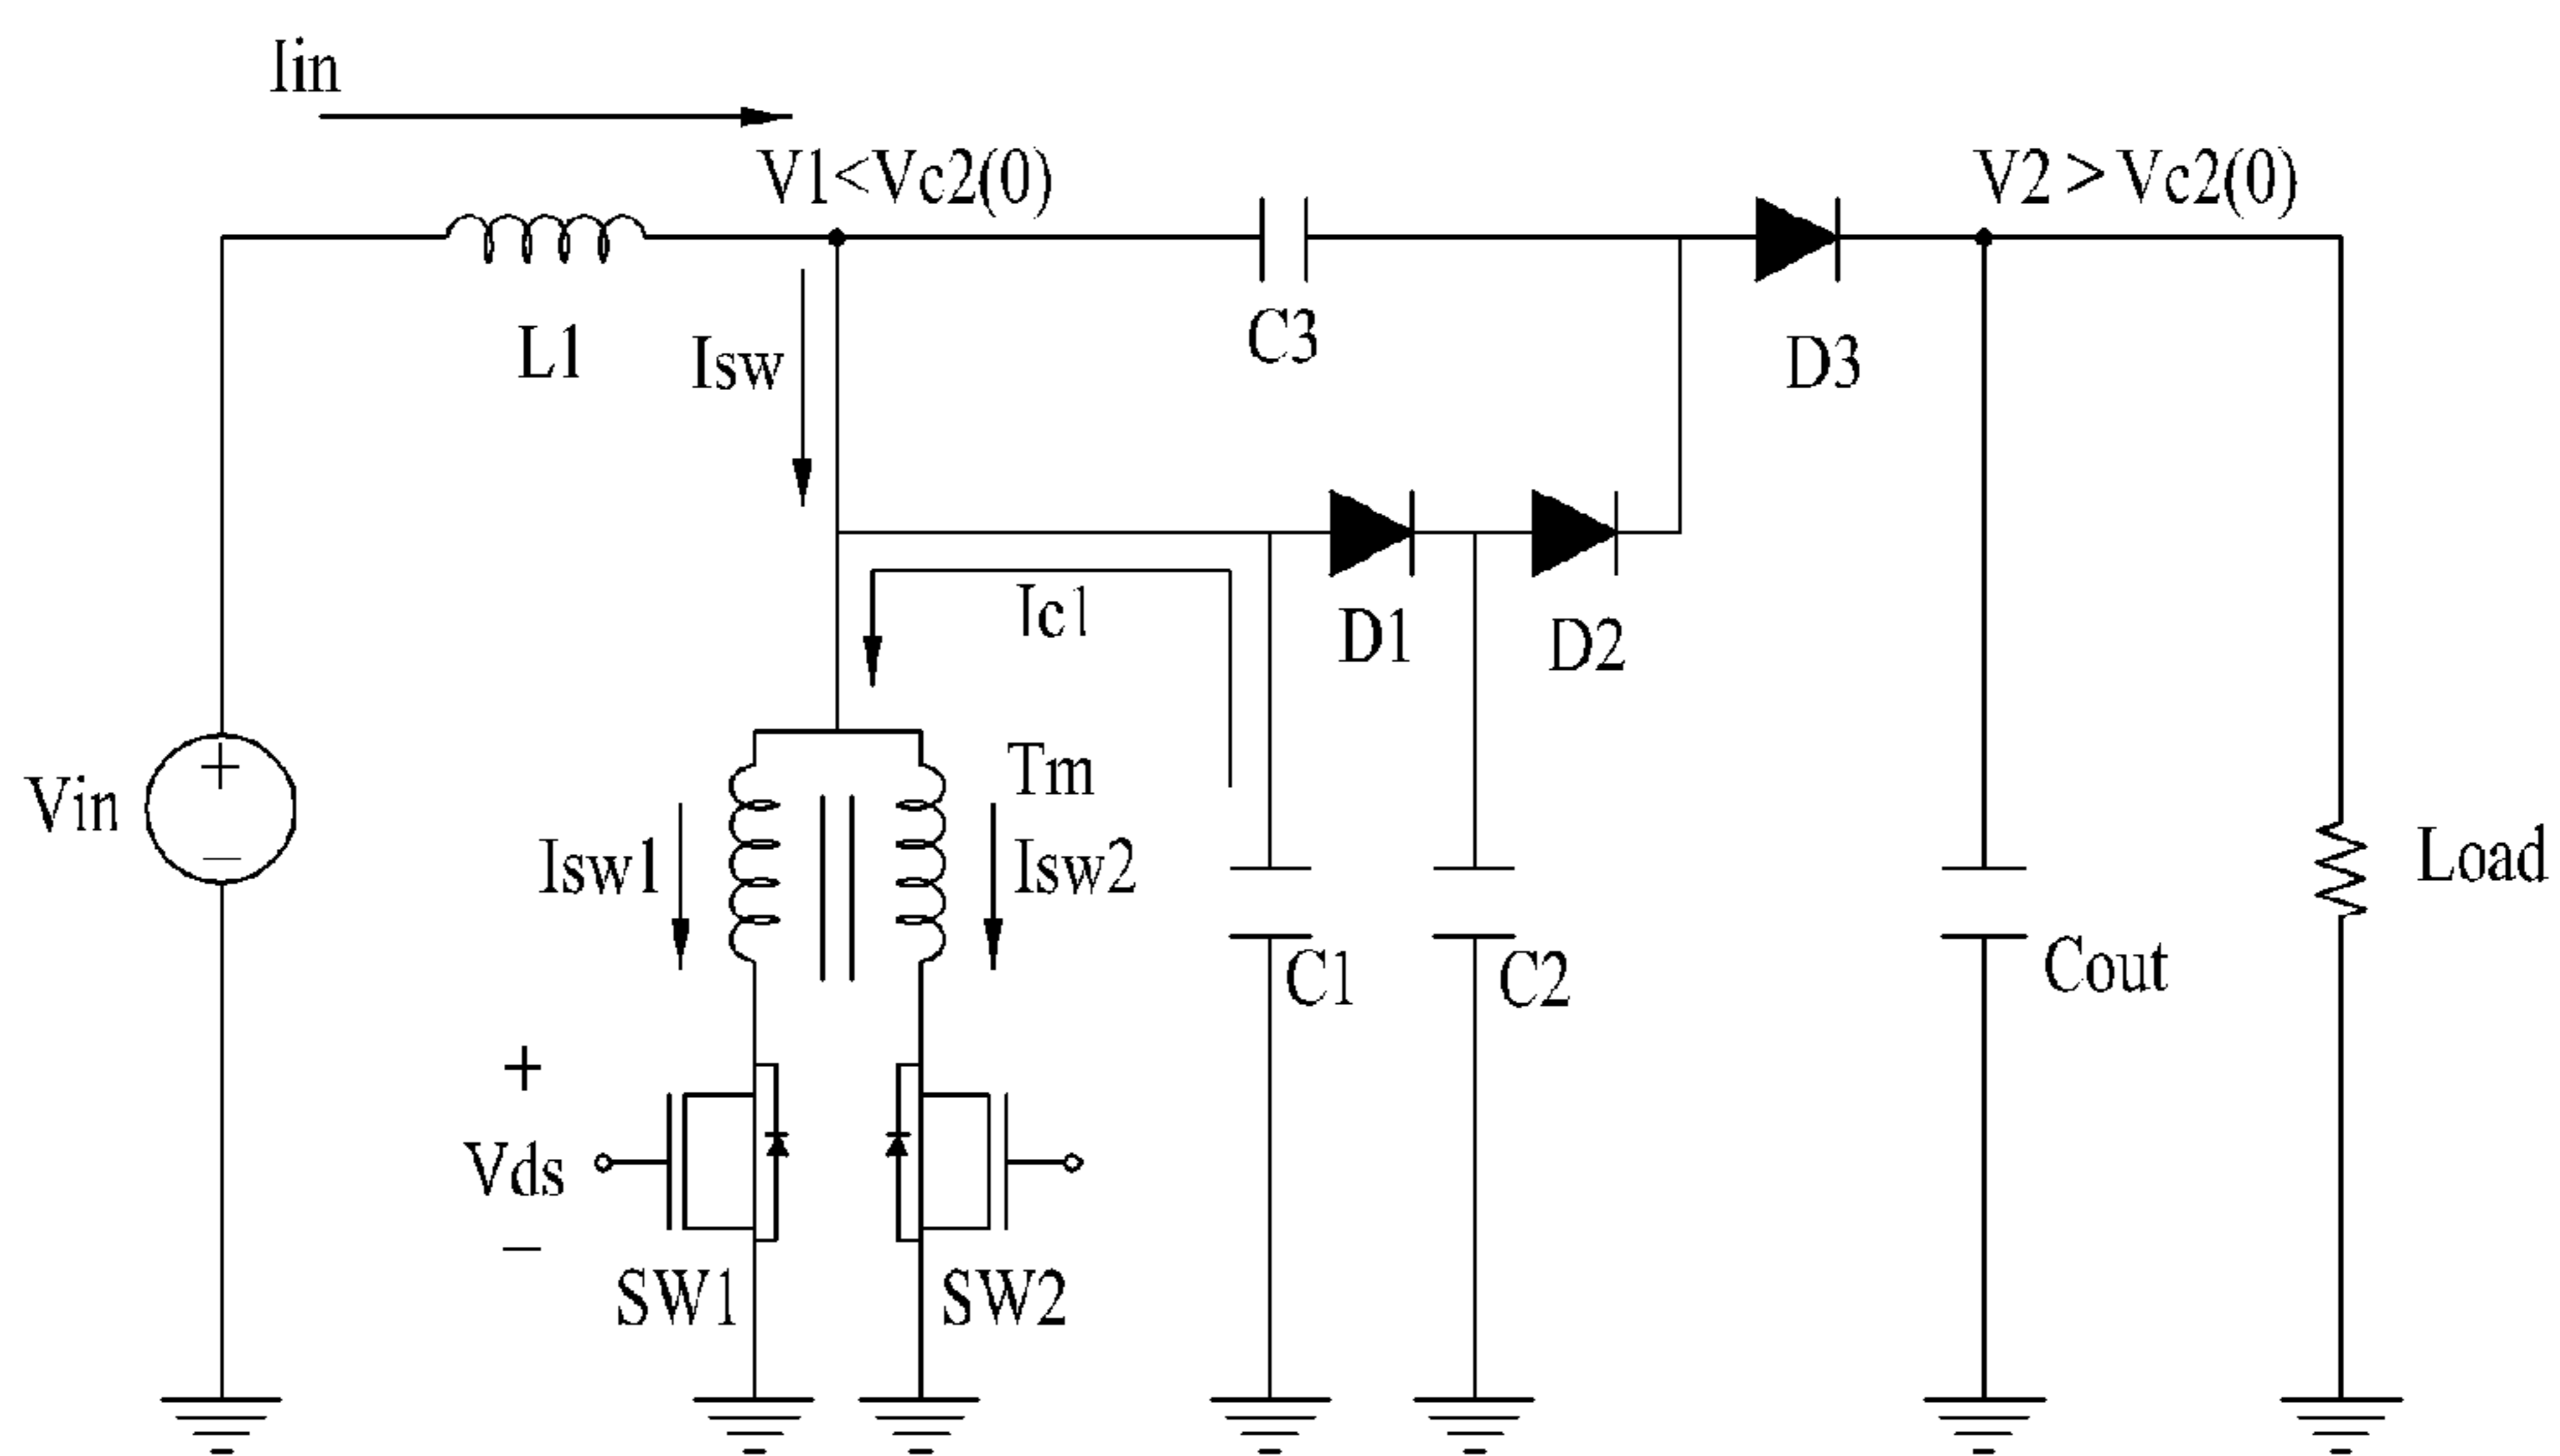 Iin
V1<Vc2(0)
V2 > Vc2(0)
L1
Isw
C3
D3
Ic1
D1
D2
Tm
+
Vin
−
Isw1
Isw2
Load
C1
C2
Cout
+
Vds
−
SW1
SW2